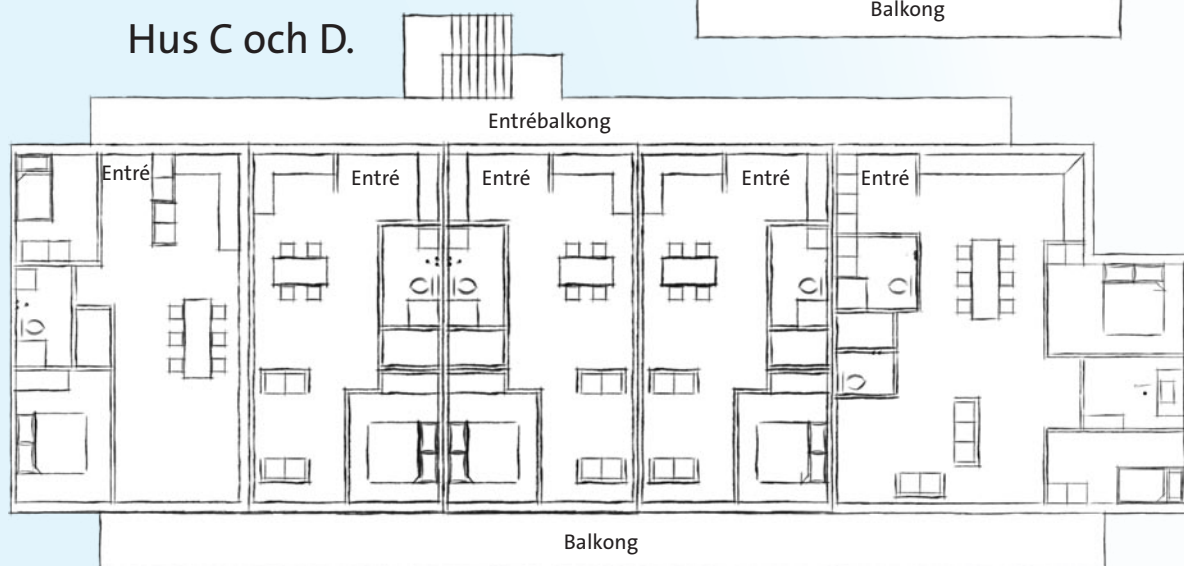 Balkong
Hus C och D.
Entrébalkong
Entré
Entré
Entré
Entré
Entré
Balkong